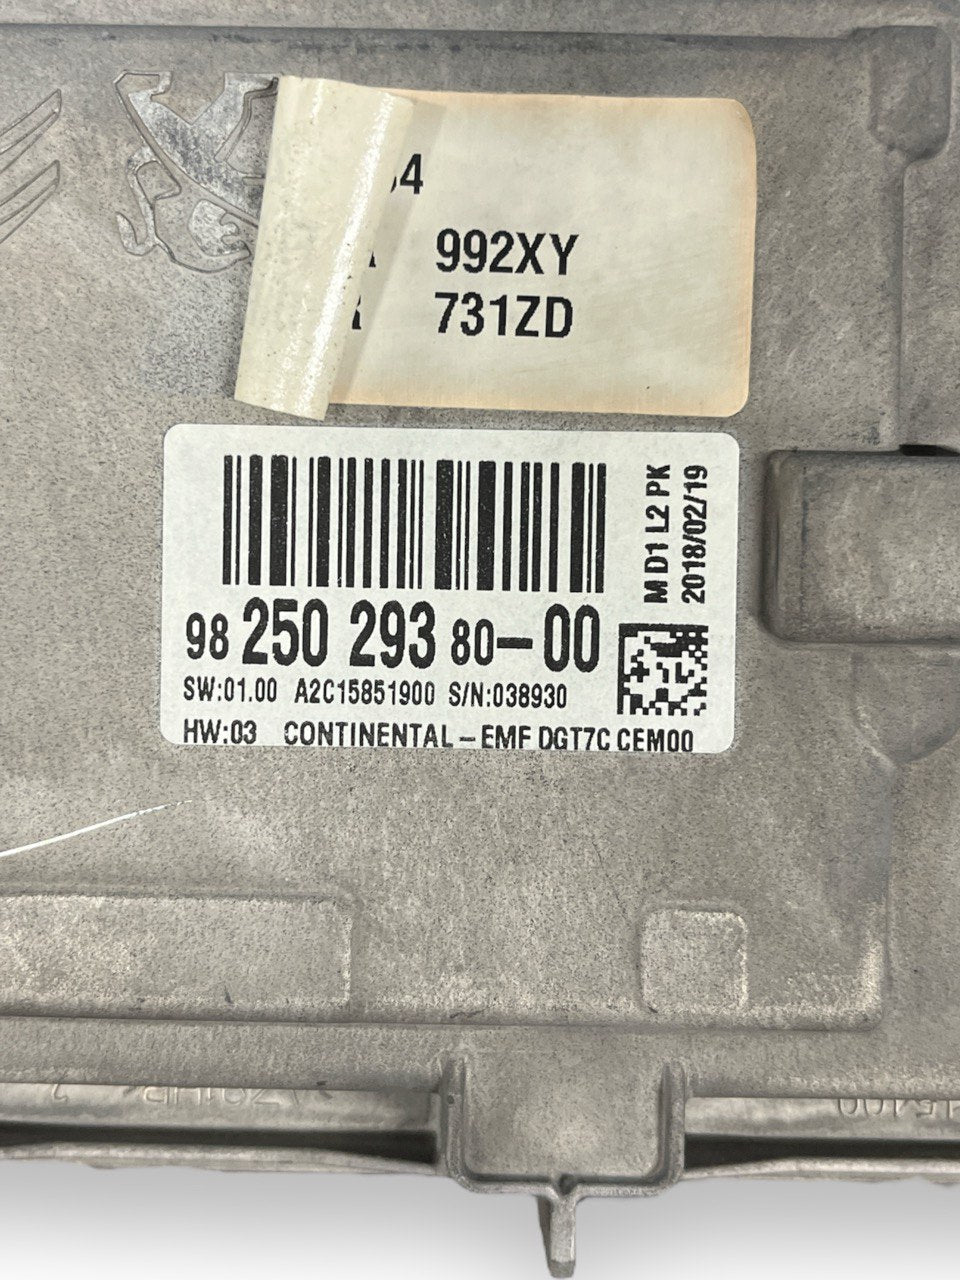 992XY
731ZD
M D1 L2 PK
2018/02/19
98 250 293 80-00
SW:01.00 A2C15851900 S/N:038930
HW:03 CONTINENTAL-EMF DGT7C CEM00